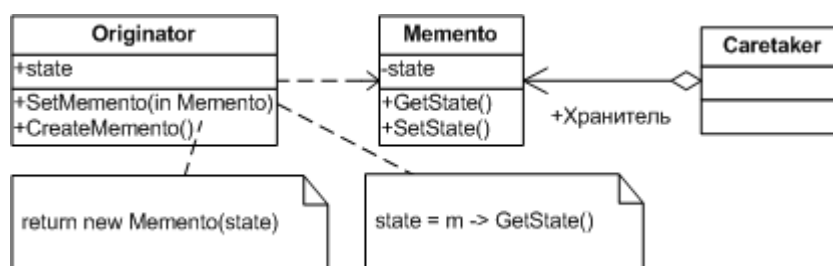 Originator
+state
+SetMemento(in Memento)
+CreateMemento()
Memento
-state
+GetState()
+SetState()
Caretaker
+Хранитель
return new Memento(state)
state = m -> GetState()